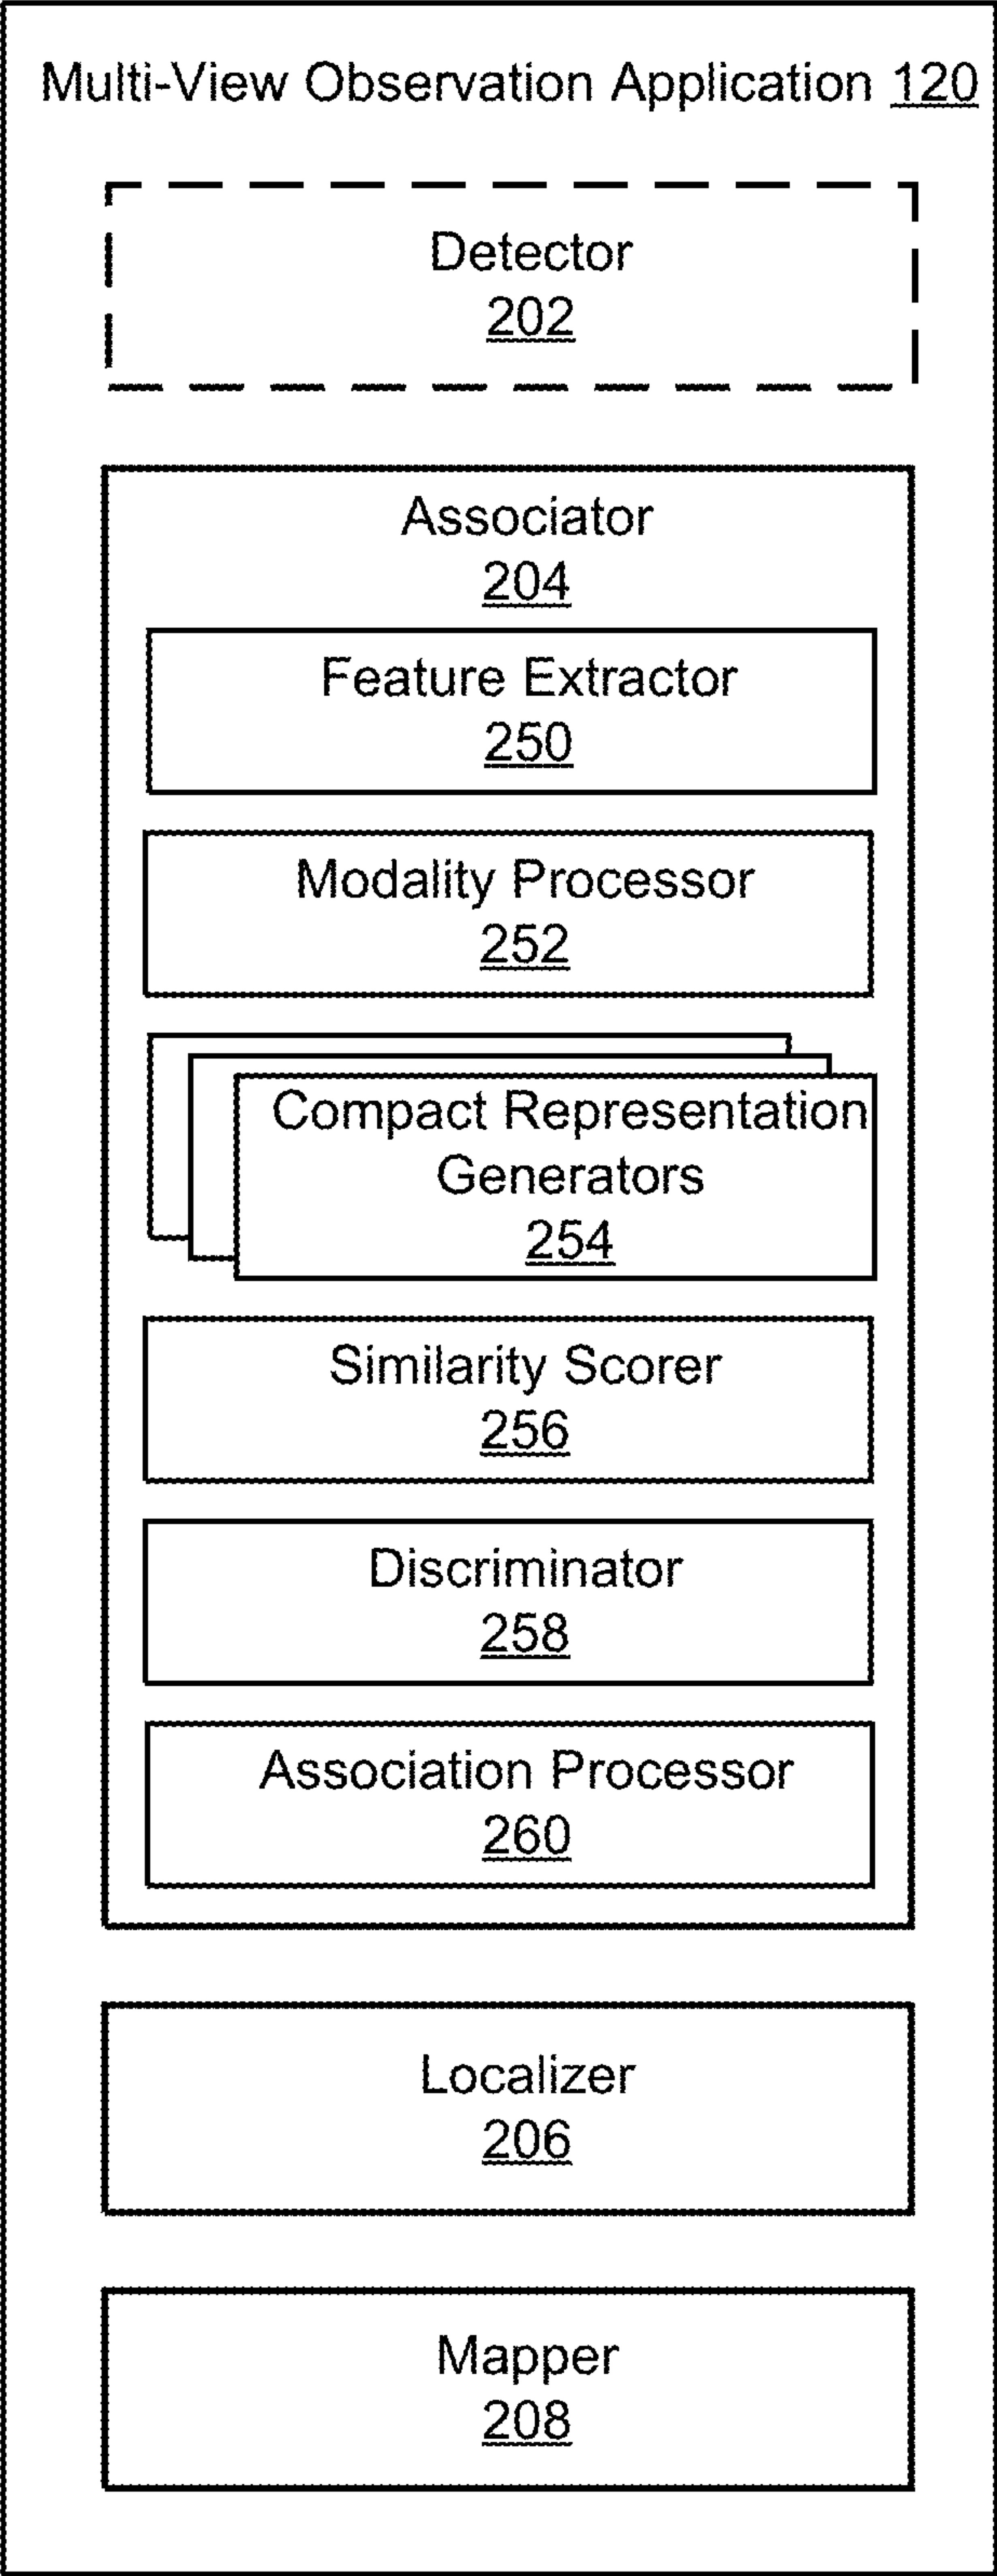 Multi-View Observation Application 120
Detector
202
Associator
204
Feature Extractor
250
Modality Processor
252
Compact Representation
Generators
254
Similarity Scorer
256
Discriminator
258
Association Processor
260
Localizer
206
Mapper
208